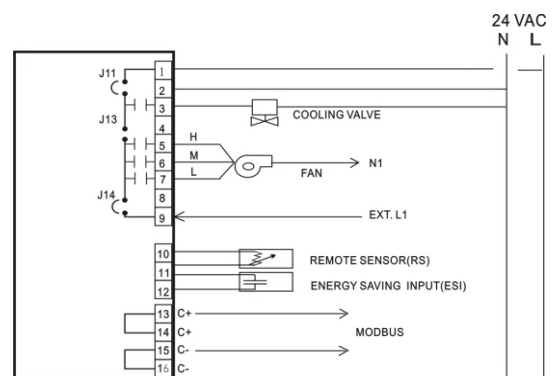 24 VAC
N L
J11
1
2
3
COOLING VALVE
J13
4
H
5
M
6
FAN
N1
L
7
J14
8
9
EXT. L1
10
REMOTE SENSOR(RS)
11
ENERGY SAVING INPUT(ESI)
12
13 C+
MODBUS
14 C+
15 C-
16 C-